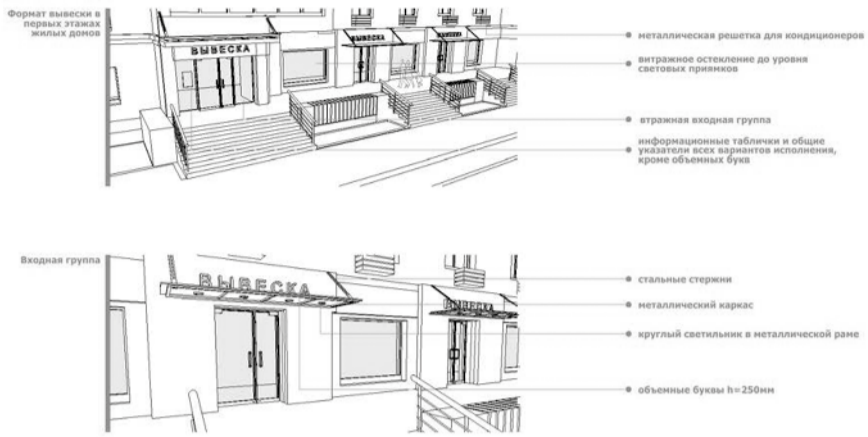 Формат вывески в
первых этажах
жилых домов
ВЫВЕСКА
ВЫВЕСКА
металлическая решетка для кондиционеров
витражное остекление до уровня
световых приямков
втражная входная группа
информационные таблички и общие
указатели всех вариантов исполнения,
кроме объемных букв
Входная группа
ВЫВЕСКА
ВЫВЕСКА
стальные стержни
металлический каркас
круглый светильник в металлической раме
объемные буквы h=250мм